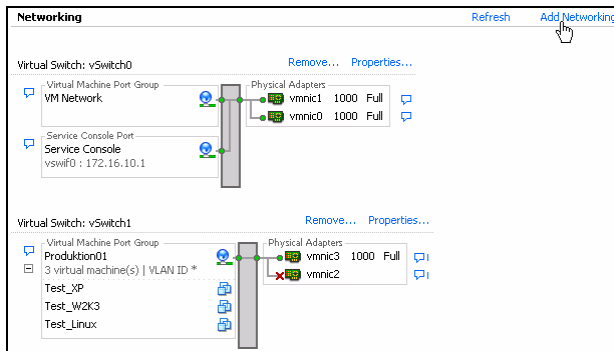 Networking Refresh Add Networking
Virtual Switch: vSwitch0 Remove... Properties...
Virtual Machine Port Group Physical Adapters
VM Network vmnic1 1000 Full
vmnic0 1000 Full
Service Console Port
Service Console
vswif0 : 172.16.10.1
Virtual Switch: vSwitch1 Remove... Properties...
Virtual Machine Port Group Physical Adapters
Produktion01 vmnic3 1000 Full
3 virtual machine(s) | VLAN ID * vmnic2
Test_XP
Test_W2K3
Test_Linux